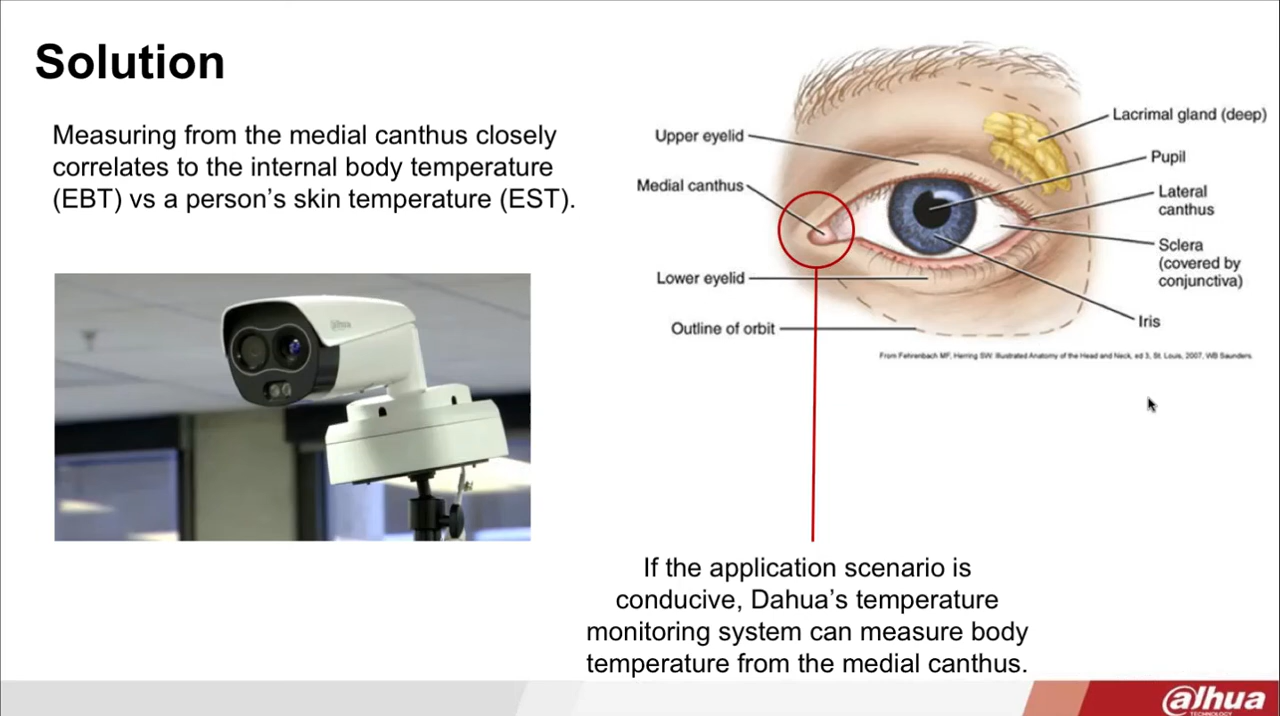 Solution
Measuring from the medial canthus closely
correlates to the internal body temperature
(EBT) vs a person’s skin temperature (EST).
alhua
Upper eyelid
Medial canthus
Lower eyelid
Outline of orbit
Lacrimal gland (deep)
Pupil
Lateral
canthus
Sclera
(covered by
conjunctiva)
Iris
From Fehrenbach MF, Herring SW: Illustrated Anatomy of the Head and Neck, ed 3, St. Louis, 2007, WB Saunders.
If the application scenario is
conducive, Dahua’s temperature
monitoring system can measure body
temperature from the medial canthus.
alhua
TECHNOLOGY